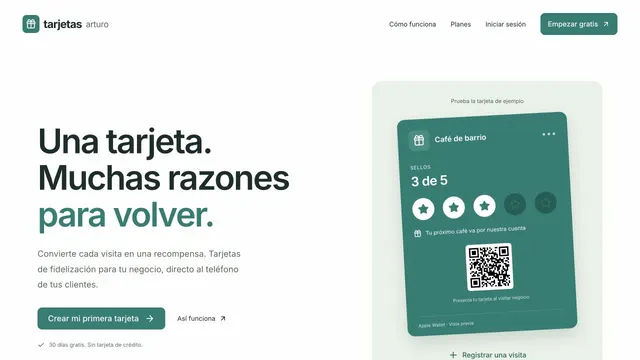 tarjetas arturo
Cómo funciona
Planes
Iniciar sesión
Empezar gratis
Una tarjeta.
Muchas razones
para volver.
Convierte cada visita en una recompensa. Tarjetas
de fidelización para tu negocio, directo al teléfono
de tus clientes.
Crear mi primera tarjeta
Así funciona
30 días gratis. Sin tarjeta de crédito.
Prueba la tarjeta de ejemplo
Café de barrio
SELLOS
3 de 5
Tu próximo café va por nuestra cuenta
Presenta tu tarjeta al visitar negocio
Apple Wallet · Vista previa
Registrar una visita